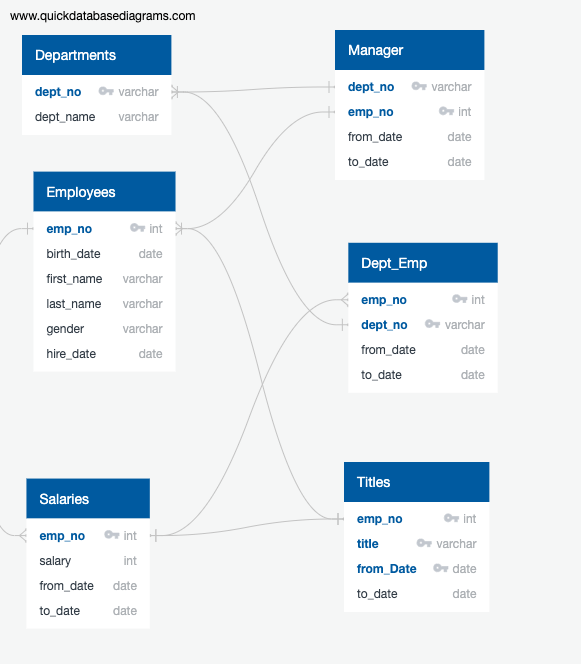 www.quickdatabasediagrams.com
Departments
dept_no varchar
dept_name varchar
Manager
dept_no varchar
emp_no int
from_date date
to_date date
Employees
emp_no int
birth_date date
first_name varchar
last_name varchar
gender varchar
hire_date date
Dept_Emp
emp_no int
dept_no varchar
from_date date
to_date date
Salaries
emp_no int
salary int
from_date date
to_date date
Titles
emp_no int
title varchar
from_Date date
to_date date